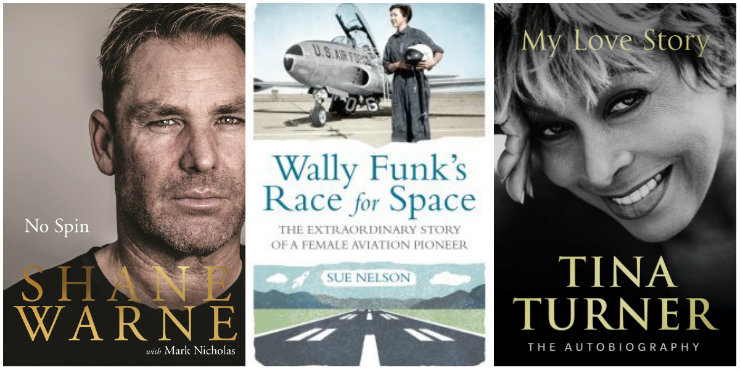 No Spin
SHANE
WARNE
with Mark Nicholas
U.S. AIR FORCE
Wally Funk's
Race for Space
THE EXTRAORDINARY STORY
OF A FEMALE AVIATION PIONEER
SUE NELSON
My Love Story
TINA
TURNER
THE AUTOBIOGRAPHY